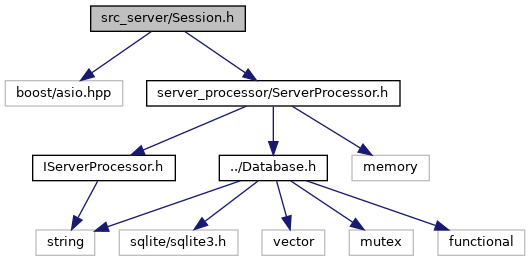 src_server/Session.h
boost/asio.hpp
server_processor/ServerProcessor.h
IServerProcessor.h
../Database.h
memory
string
sqlite/sqlite3.h
vector
mutex
functional